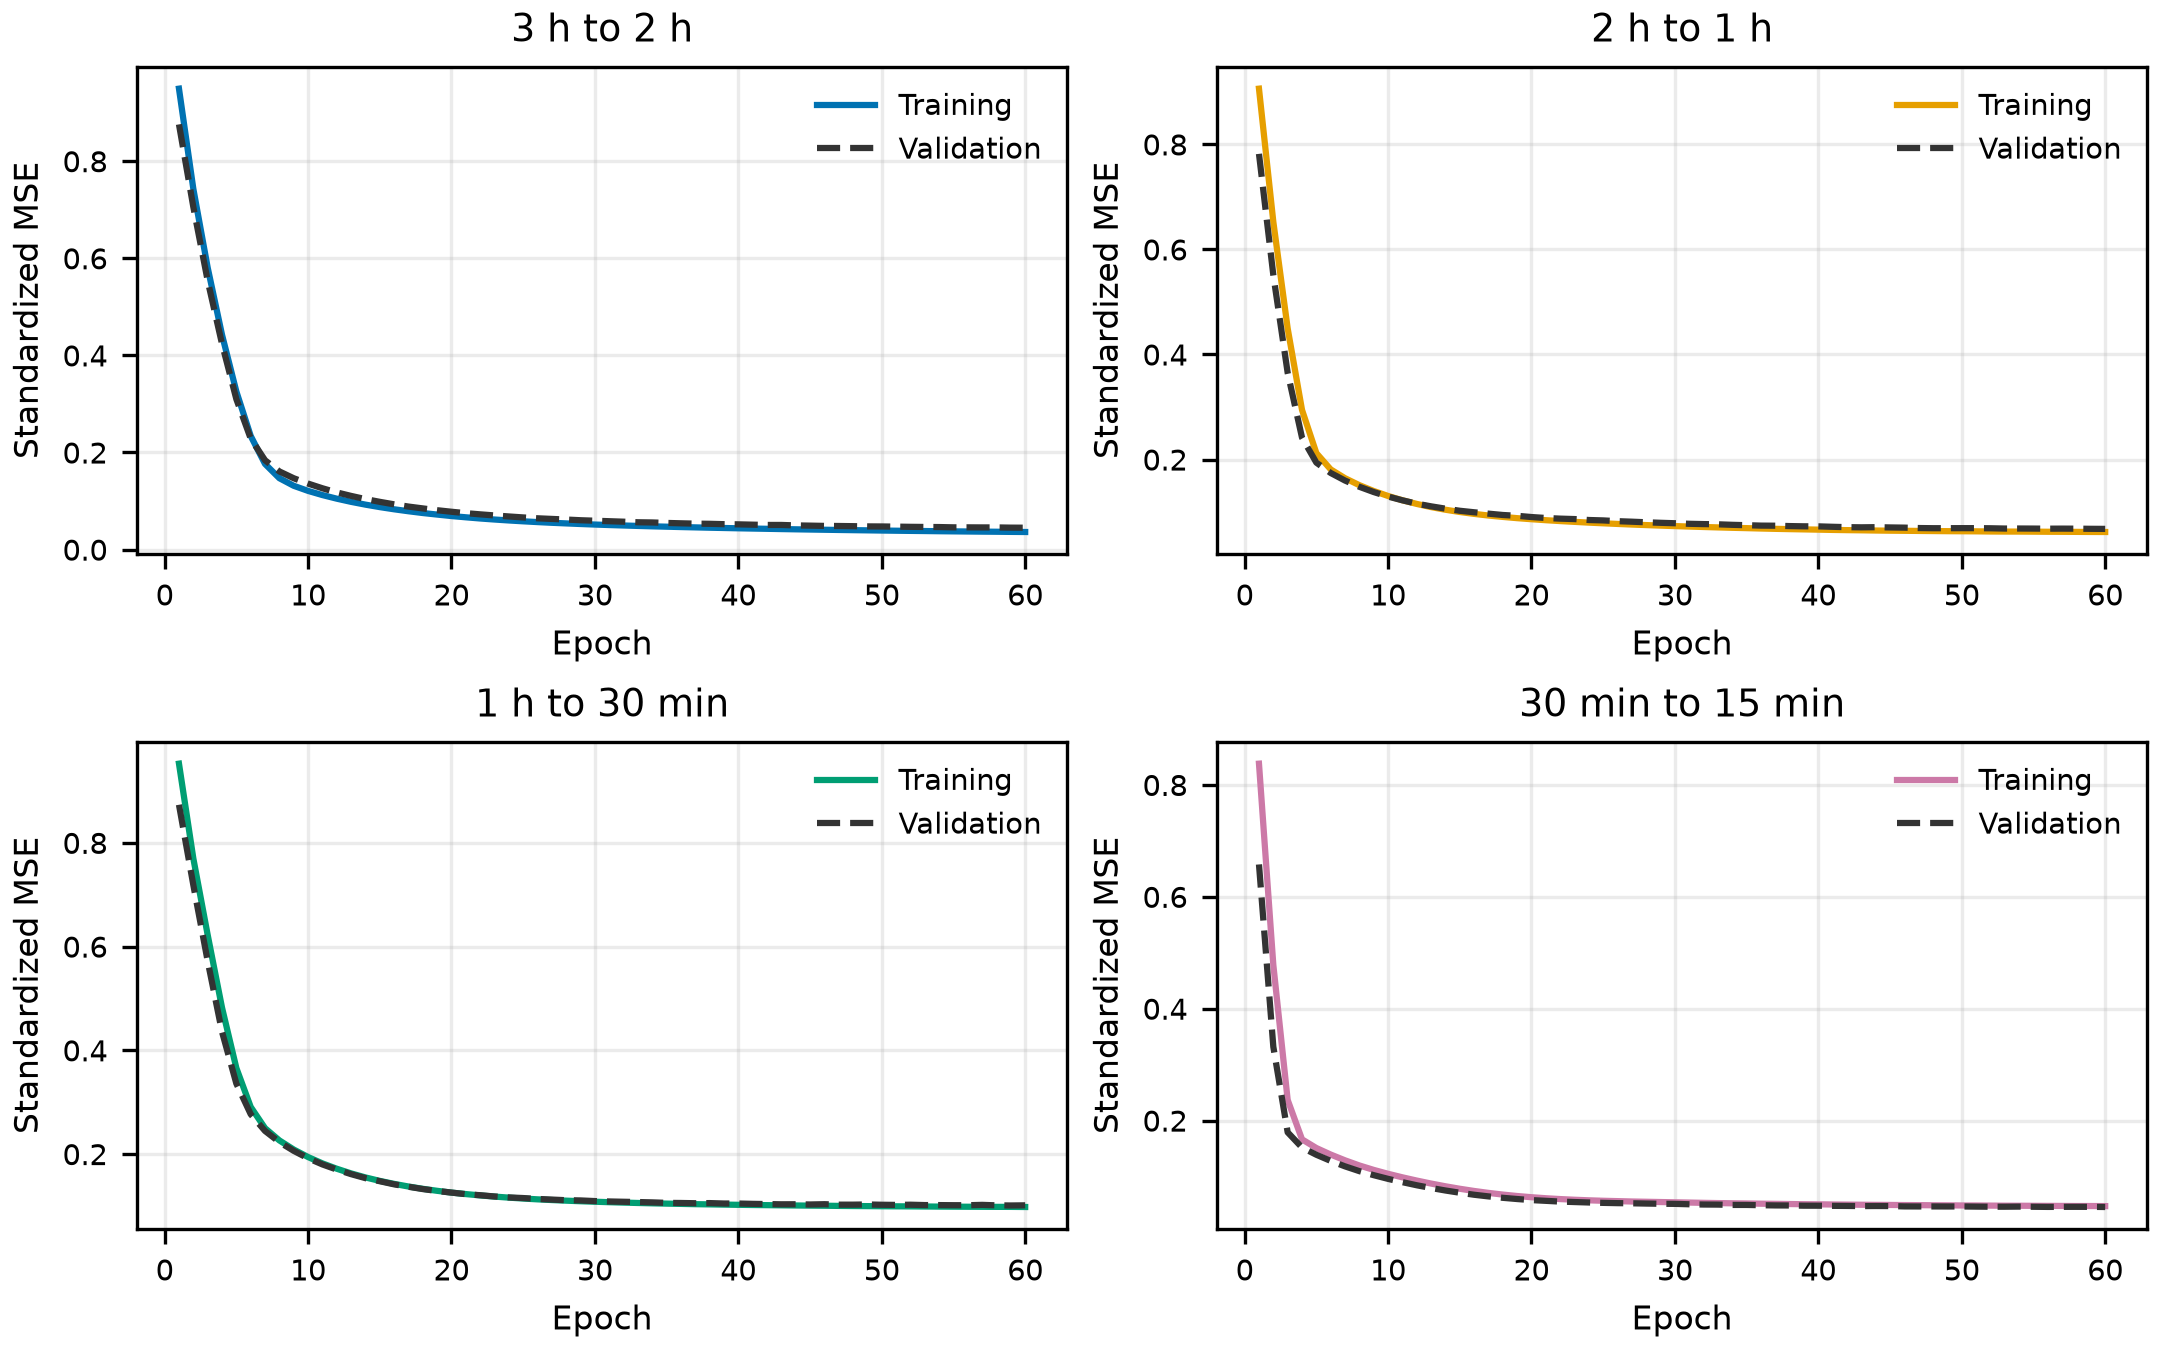 3 h to 2 h
Standardized MSE
0.8
0.6
0.4
0.2
0.0
Training
Validation
0 10 20 30 40 50 60
Epoch
2 h to 1 h
Standardized MSE
0.8
0.6
0.4
0.2
Training
Validation
0 10 20 30 40 50 60
Epoch
1 h to 30 min
Standardized MSE
0.8
0.6
0.4
0.2
Training
Validation
0 10 20 30 40 50 60
Epoch
30 min to 15 min
Standardized MSE
0.8
0.6
0.4
0.2
Training
Validation
0 10 20 30 40 50 60
Epoch